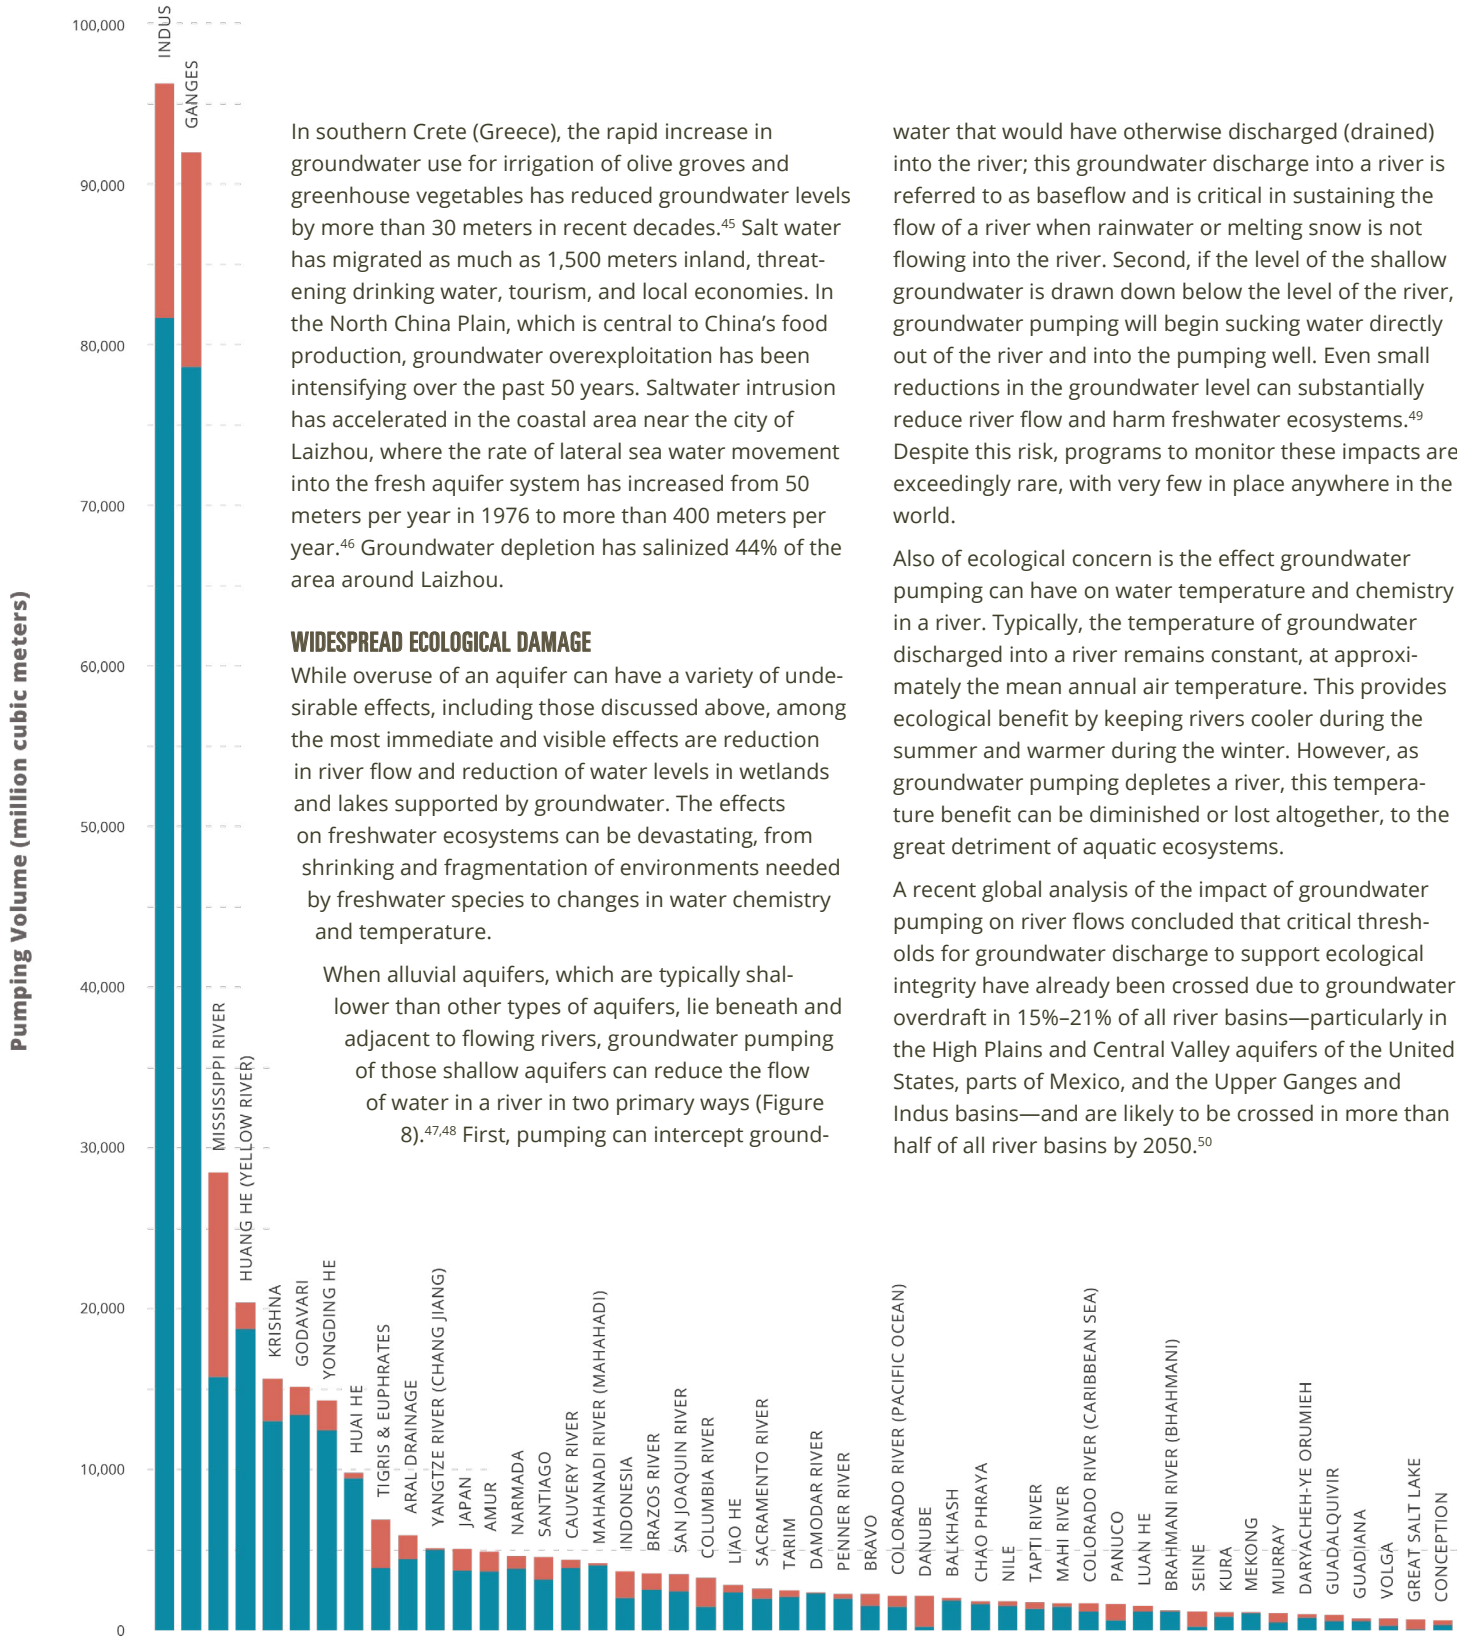 Pumping Volume (million cubic meters)
100,000
90,000
80,000
70,000
60,000
50,000
40,000
30,000
20,000
10,000
0
In southern Crete (Greece), the rapid increase in
groundwater use for irrigation of olive groves and
greenhouse vegetables has reduced groundwater levels
by more than 30 meters in recent decades.45 Salt water
has migrated as much as 1,500 meters inland, threat-
ening drinking water, tourism, and local economies. In
the North China Plain, which is central to China’s food
production, groundwater overexploitation has been
intensifying over the past 50 years. Saltwater intrusion
has accelerated in the coastal area near the city of
Laizhou, where the rate of lateral sea water movement
into the fresh aquifer system has increased from 50
meters per year in 1976 to more than 400 meters per
year.46 Groundwater depletion has salinized 44% of the
area around Laizhou.
WIDESPREAD ECOLOGICAL DAMAGE
While overuse of an aquifer can have a variety of unde-
sirable effects, including those discussed above, among
the most immediate and visible effects are reduction
in river flow and reduction of water levels in wetlands
and lakes supported by groundwater. The effects
on freshwater ecosystems can be devastating, from
shrinking and fragmentation of environments needed
by freshwater species to changes in water chemistry
and temperature.
When alluvial aquifers, which are typically shal-
lower than other types of aquifers, lie beneath and
adjacent to flowing rivers, groundwater pumping
of those shallow aquifers can reduce the flow
of water in a river in two primary ways (Figure
8).47,48 First, pumping can intercept ground-
water that would have otherwise discharged (drained)
into the river; this groundwater discharge into a river is
referred to as baseflow and is critical in sustaining the
flow of a river when rainwater or melting snow is not
flowing into the river. Second, if the level of the shallow
groundwater is drawn down below the level of the river,
groundwater pumping will begin sucking water directly
out of the river and into the pumping well. Even small
reductions in the groundwater level can substantially
reduce river flow and harm freshwater ecosystems.49
Despite this risk, programs to monitor these impacts are
exceedingly rare, with very few in place anywhere in the
world.
Also of ecological concern is the effect groundwater
pumping can have on water temperature and chemistry
in a river. Typically, the temperature of groundwater
discharged into a river remains constant, at approxi-
mately the mean annual air temperature. This provides
ecological benefit by keeping rivers cooler during the
summer and warmer during the winter. However, as
groundwater pumping depletes a river, this tempera-
ture benefit can be diminished or lost altogether, to the
great detriment of aquatic ecosystems.
A recent global analysis of the impact of groundwater
pumping on river flows concluded that critical thresh-
olds for groundwater discharge to support ecological
integrity have already been crossed due to groundwater
overdraft in 15%–21% of all river basins—particularly in
the High Plains and Central Valley aquifers of the United
States, parts of Mexico, and the Upper Ganges and
Indus basins—and are likely to be crossed in more than
half of all river basins by 2050.50
INDUS
GANGES
MISSISSIPPI RIVER
HUANG HE (YELLOW RIVER)
KRISHNA
GODAVARI
YONGDING HE
HUAI HE
TIGRIS & EUPHRATES
ARAL DRAINAGE
YANGTZE RIVER (CHANG JIANG)
JAPAN
AMUR
NARMADA
SANTIAGO
CAUVERY RIVER
MAHANADI RIVER (MAHAHADI)
INDONESIA
BRAZOS RIVER
SAN JOAQUIN RIVER
COLUMBIA RIVER
LIAO HE
SACRAMENTO RIVER
TARIM
DAMODAR RIVER
PENNER RIVER
BRAVO
COLORADO RIVER (PACIFIC OCEAN)
DANUBE
BALKHASH
CHAO PHRAYA
NILE
TAPTI RIVER
MAHI RIVER
COLORADO RIVER (CARIBBEAN SEA)
PANUCO
LUAN HE
BRAHMANI RIVER (BHAHMANI)
SEINE
KURA
MEKONG
MURRAY
DARYACHEH-YE ORUMIEH
GUADALQUIVIR
GUADIANA
VOLGA
GREAT SALT LAKE
CONCEPTION